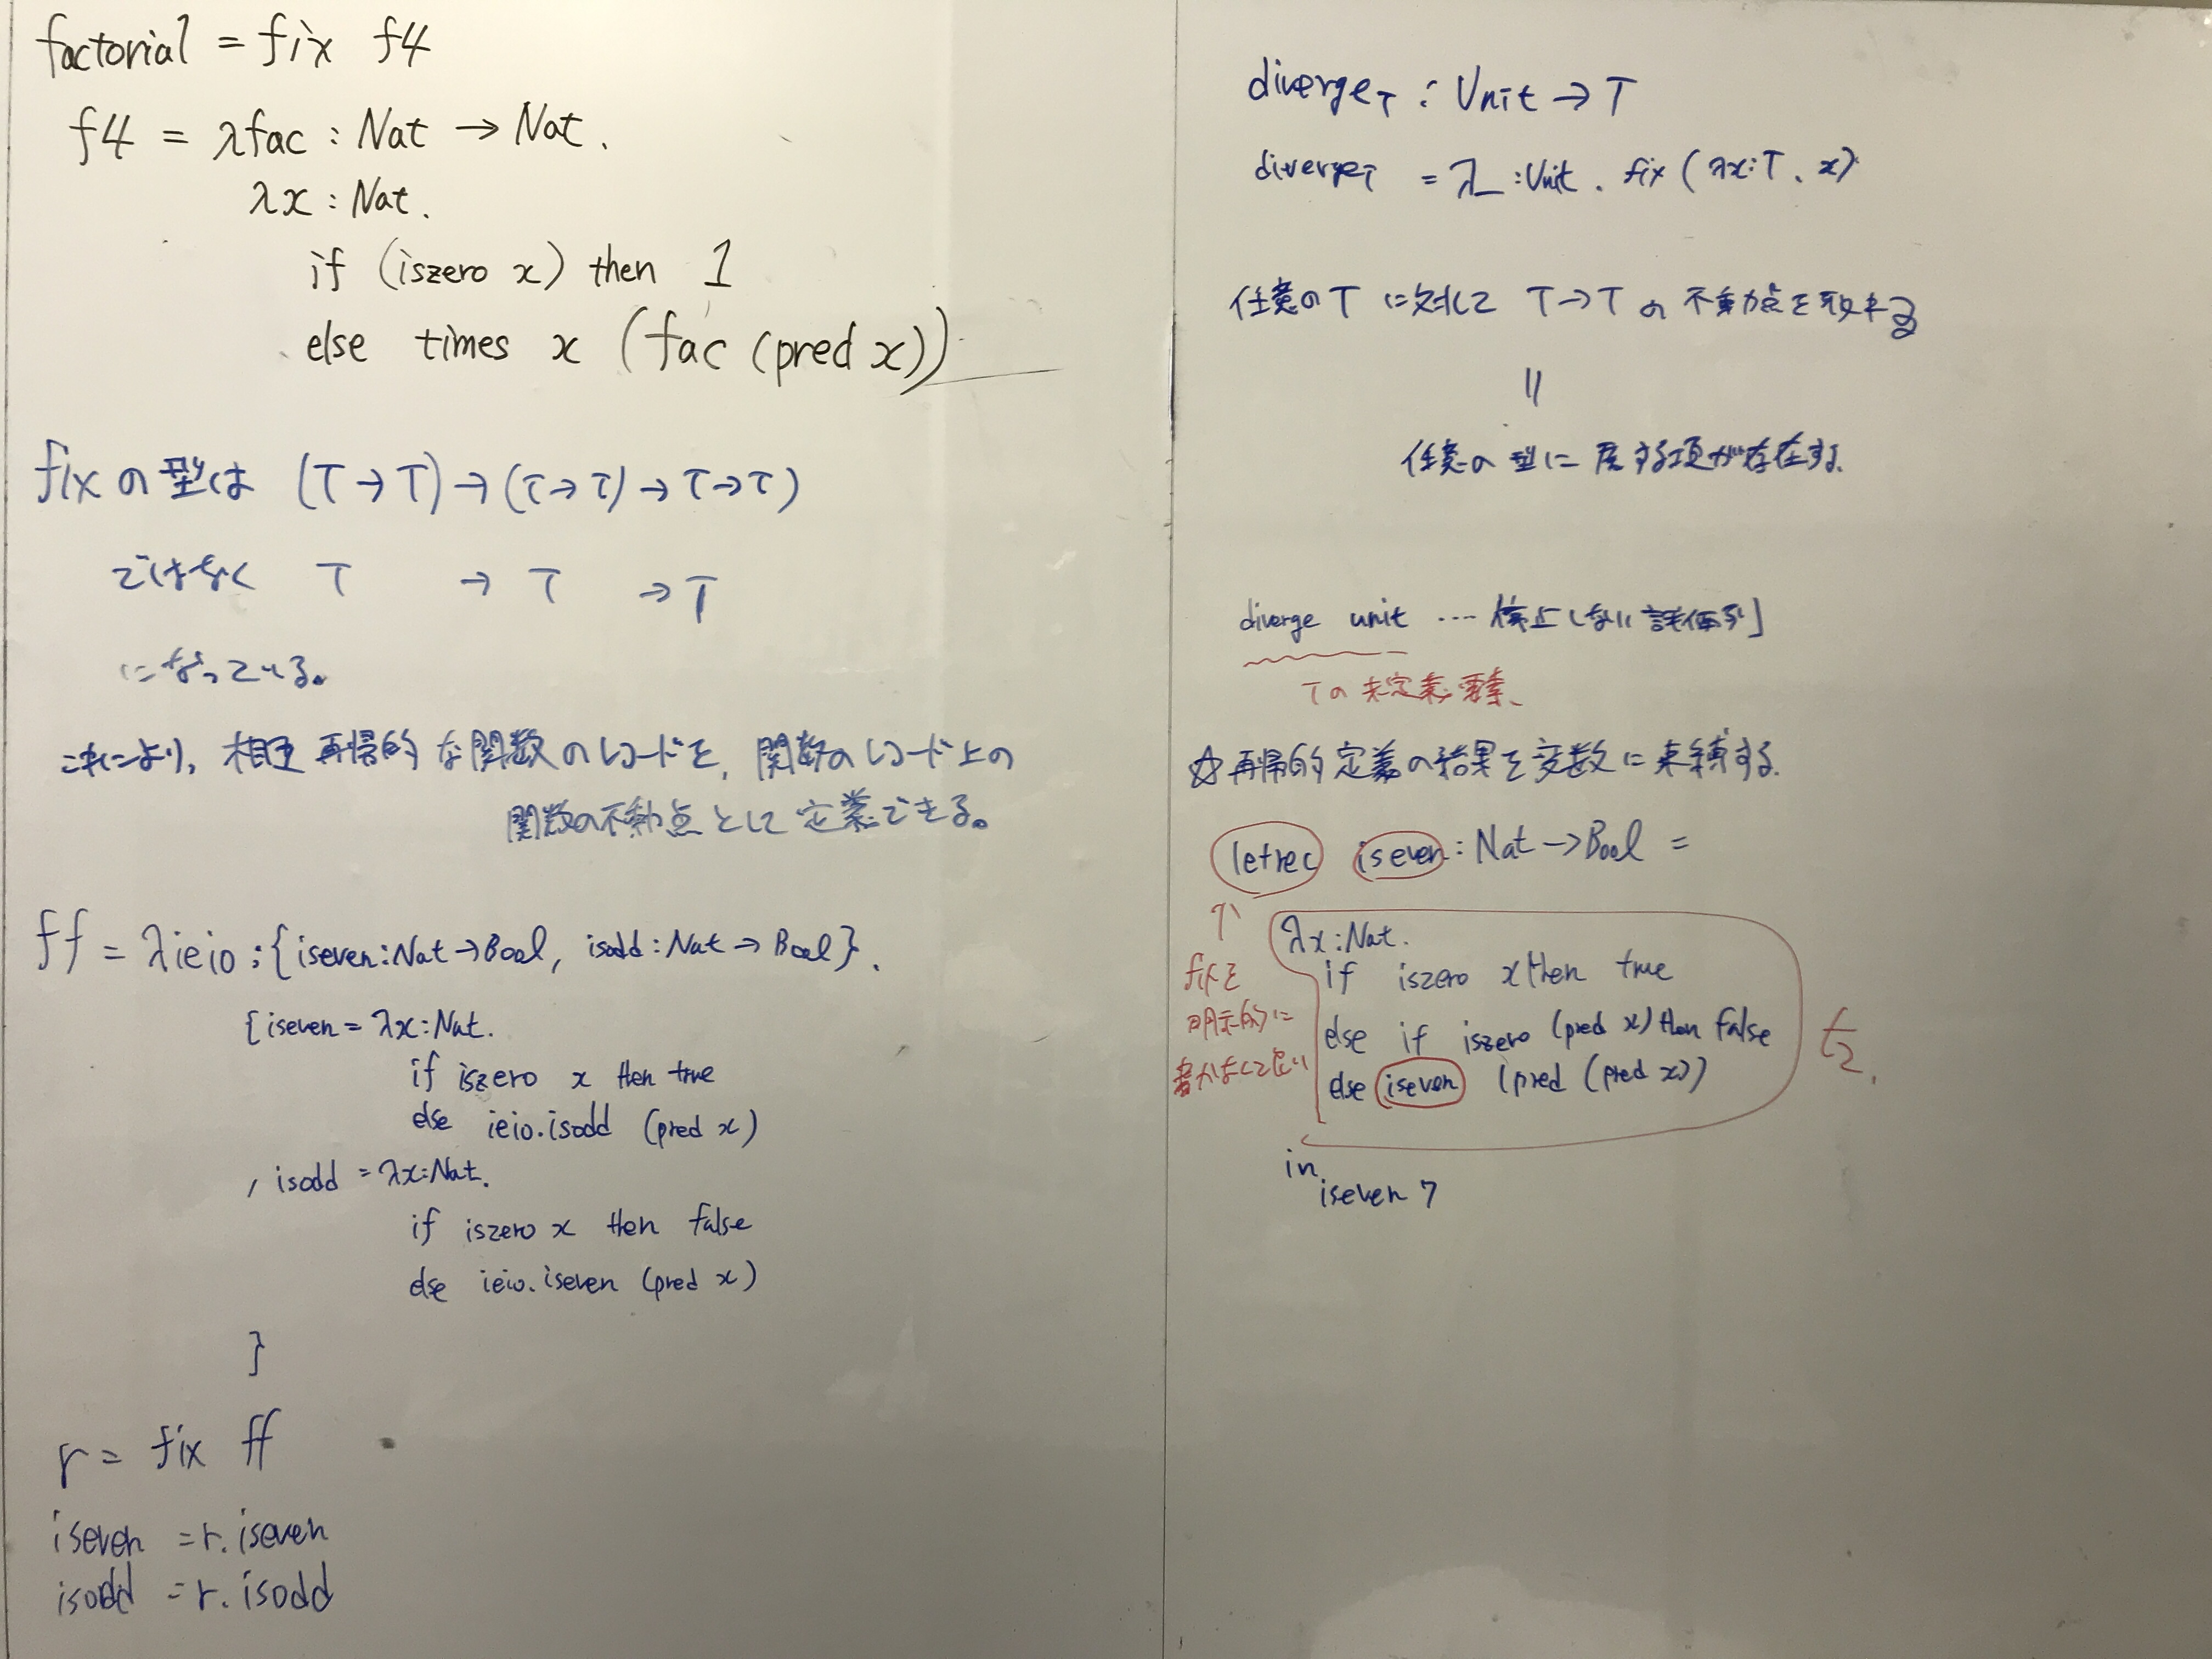 factorial = fix f4
f4 = λfac : Nat → Nat.
λx : Nat.
if (iszero x) then 1
else times x (fac (pred x))
fixの型は (T→T)→(T→T)→T→T)
ではなく T → T → T
になっている。
これにより、相互再帰的な関数のレコードを、関数のレコード上の
関数の不動点として定義できる。
ff = λieio:{iseven:Nat→Bool, isodd:Nat→Bool}.
{iseven = λx:Nat.
if iszero x then true
else ieio.isodd (pred x)
, isodd = λx:Nat.
if iszero x then false
else ieio.iseven (pred x)
}
r = fix ff
iseven = r.iseven
isodd = r.isodd
diverge_T : Unit → T
diverge_T = λ_:Unit. fix (λx:T. x)
任意のT に対して T→T の 不動点を取れる
||
任意の型に属する項が存在する.
diverge unit .... 停止しない評価列
Tの未定義要素、
☆再帰的定義の結果を変数に束縛する.
letrec iseven : Nat → Bool =
λx:Nat.
if iszero x then true
else if iszero (pred x) then false
else iseven (pred (pred x))
t2.
↑
fixを
明示的に
書かなくて良い
in
iseven 7